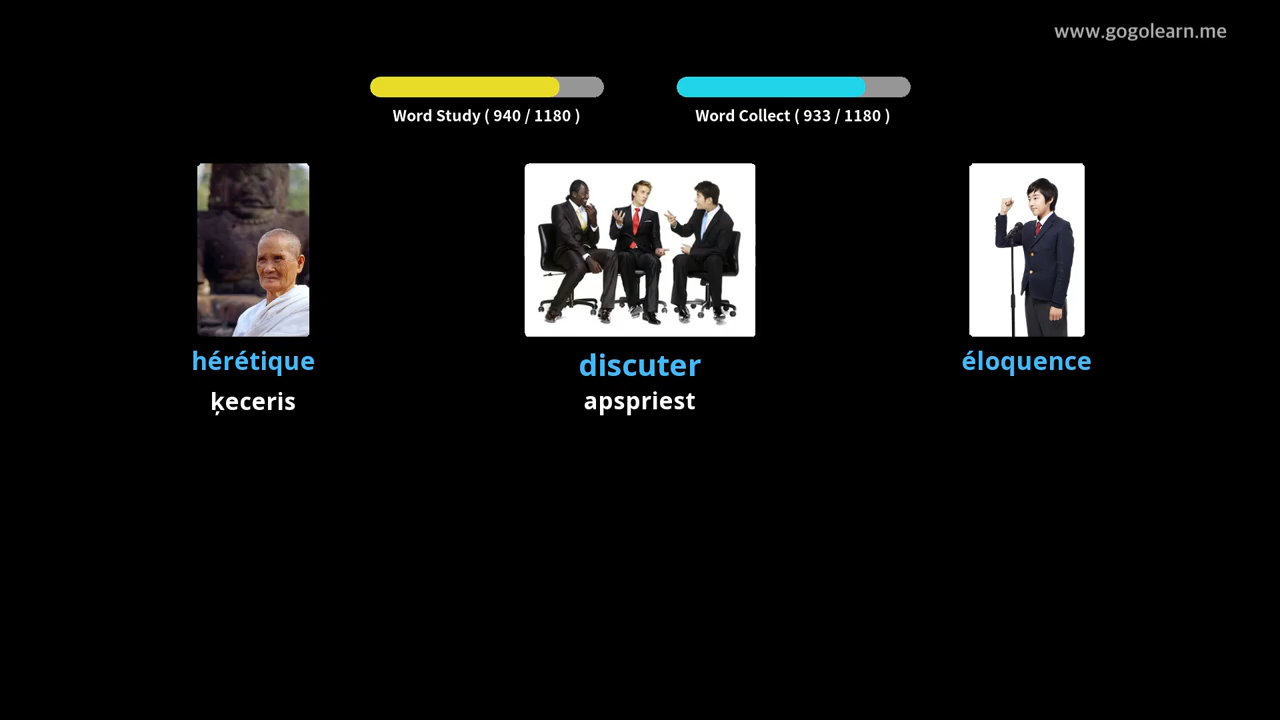 www.gogolearn.me
Word Study ( 940 / 1180 )
Word Collect ( 933 / 1180 )
hérétique
discuter
éloquence
ķeceris
apspriest